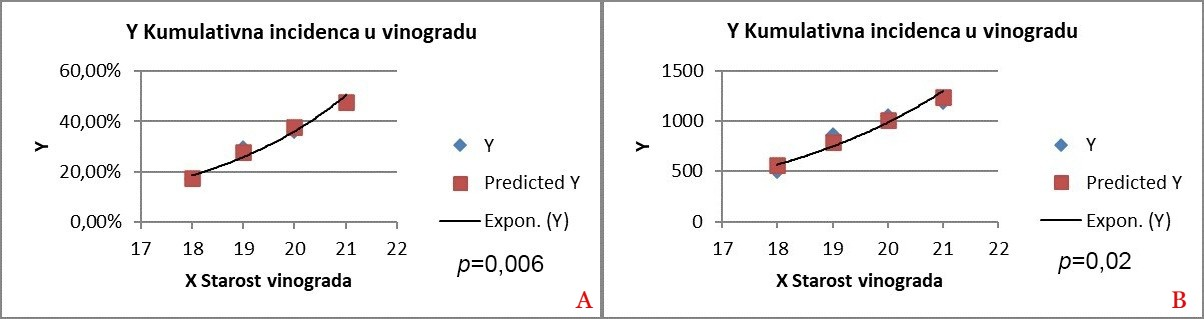 Y Kumulativna incidenca u vinogradu
60,00%
40,00%
20,00%
0,00%
Y
17 18 19 20 21 22
X Starost vinograda
Y
Predicted Y
Expon. (Y)
p=0,006
A
Y Kumulativna incidenca u vinogradu
1500
1000
500
0
Y
17 18 19 20 21 22
X Starost vinograda
Y
Predicted Y
Expon. (Y)
p=0,02
B